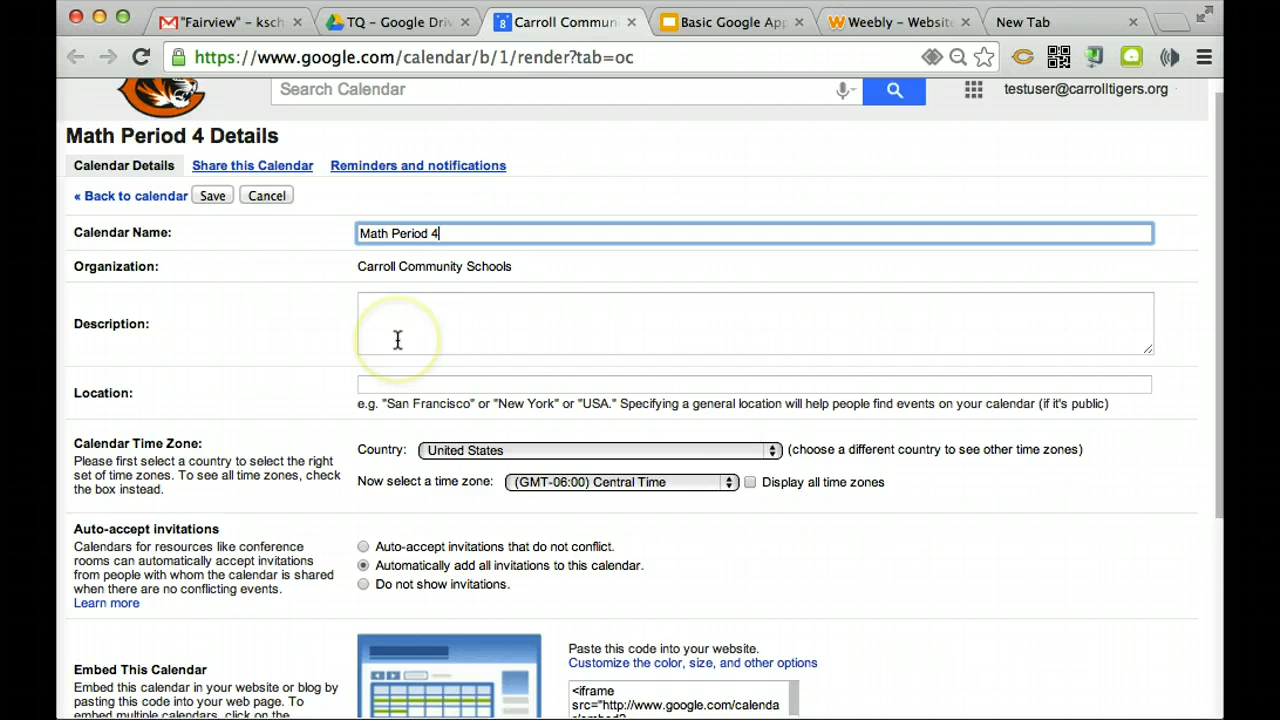 "Fairview" – ksch
TQ – Google Driv
8 Carroll Commun
Basic Google App
Weebly – Website
New Tab
https://www.google.com/calendar/b/1/render?tab=oc
Search Calendar
testuser@carrolltigers.org
Math Period 4 Details
Calendar Details Share this Calendar Reminders and notifications
« Back to calendar Save Cancel
Calendar Name: Math Period 4
Organization: Carroll Community Schools
Description:
Location:
e.g. "San Francisco" or "New York" or "USA." Specifying a general location will help people find events on your calendar (if it's public)
Calendar Time Zone:
Please first select a country to select the right
set of time zones. To see all time zones, check
the box instead.
Country: United States (choose a different country to see other time zones)
Now select a time zone: (GMT-06:00) Central Time Display all time zones
Auto-accept invitations
Calendars for resources like conference
rooms can automatically accept invitations
from people with whom the calendar is shared
when there are no conflicting events.
Learn more
Auto-accept invitations that do not conflict.
Automatically add all invitations to this calendar.
Do not show invitations.
Embed This Calendar
Embed this calendar in your website or blog by
pasting this code into your web page. To
embed multiple calendars, click on the
Paste this code into your website.
Customize the color, size, and other options
<iframe
src="http://www.google.com/calenda